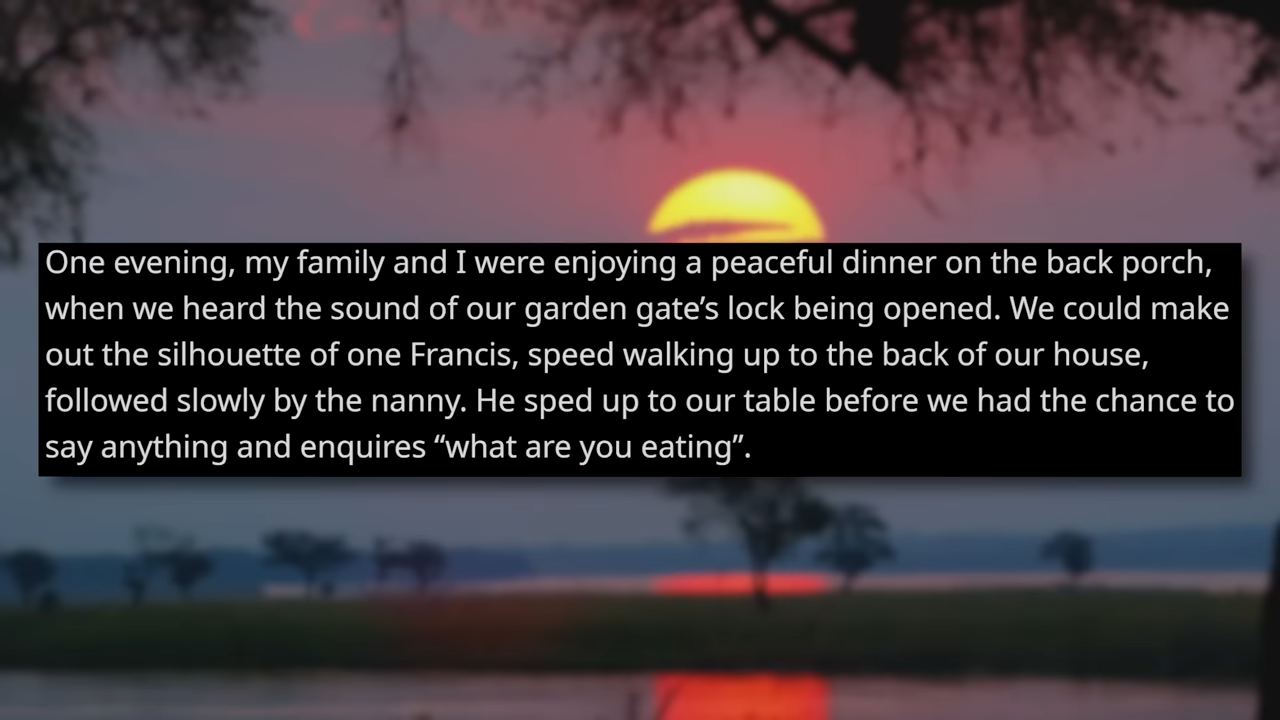 One evening, my family and I were enjoying a peaceful dinner on the back porch,
when we heard the sound of our garden gate’s lock being opened. We could make
out the silhouette of one Francis, speed walking up to the back of our house,
followed slowly by the nanny. He sped up to our table before we had the chance to
say anything and enquires “what are you eating”.